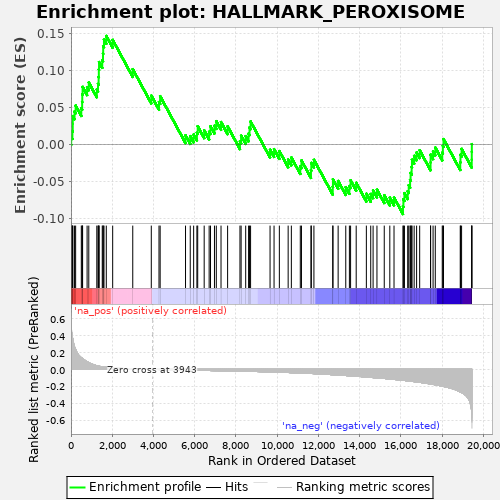 Enrichment plot: HALLMARK_PEROXISOME
Enrichment score (ES)
0.15
0.10
0.05
0.00
-0.05
-0.10
'na_pos' (positively correlated)
Ranked list metric (PreRanked)
0.6
0.4
0.2
0.0
-0.2
-0.4
-0.6
Zero cross at 3943
'na_neg' (negatively correlated)
0
2,000
4,000
6,000
8,000
10,000
12,000
14,000
16,000
18,000
20,000
Rank in Ordered Dataset
Enrichment profile
Hits
Ranking metric scores